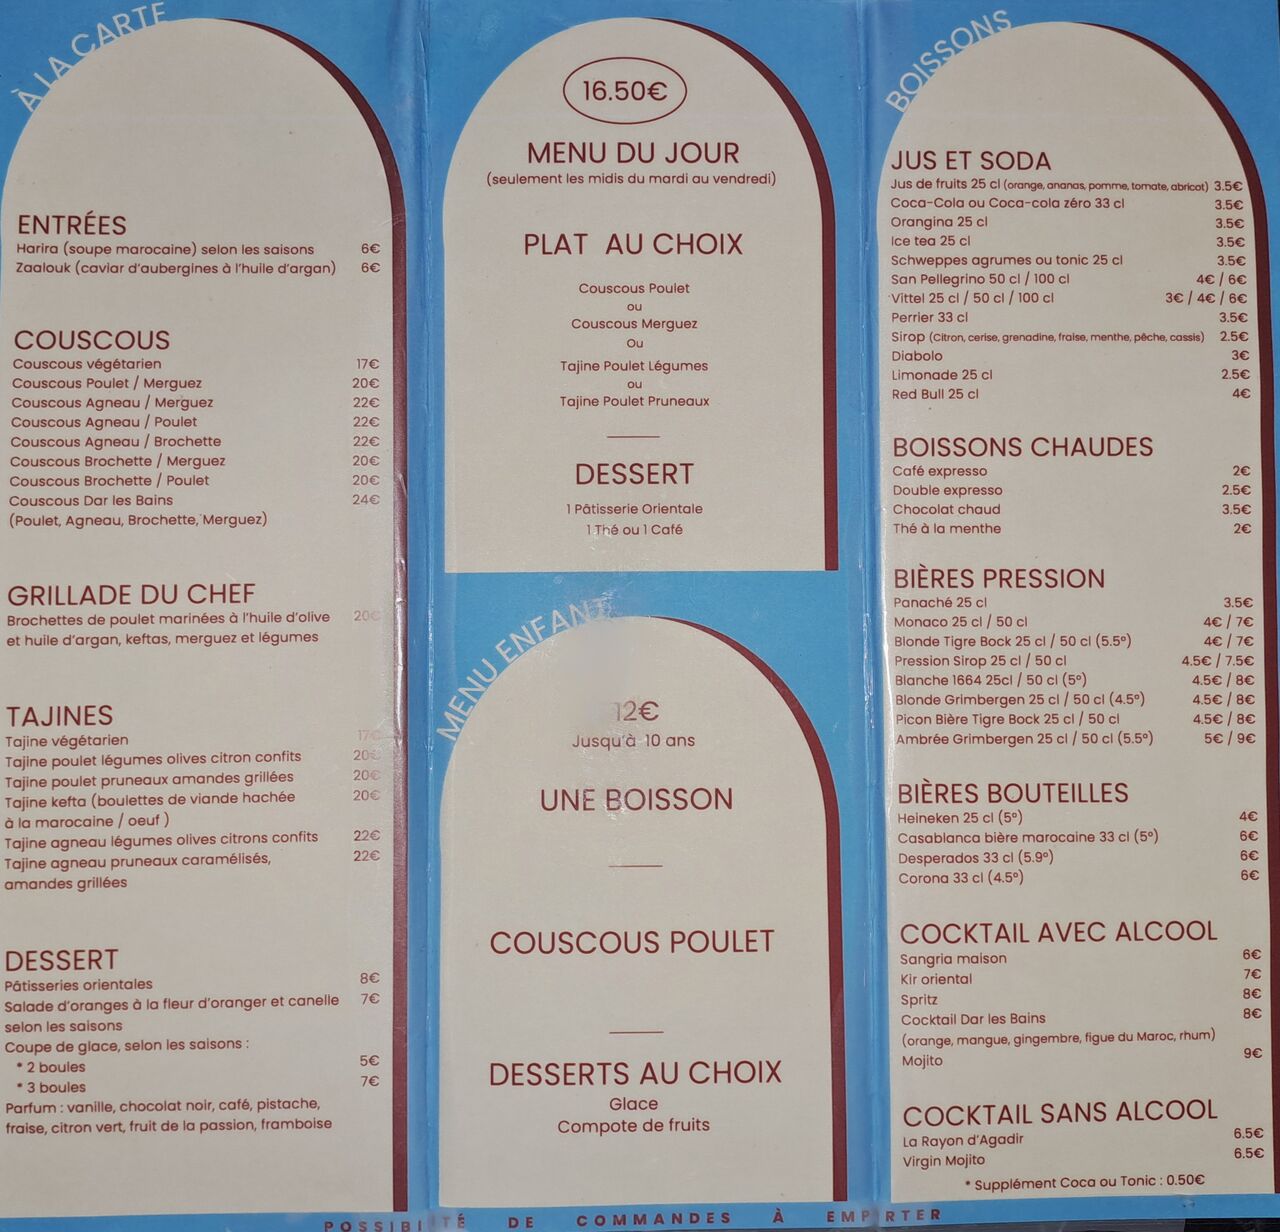 À LA CARTE
ENTRÉES
Harira (soupe marocaine) selon les saisons 6€
Zaalouk (caviar d'aubergines à l'huile d'argan) 6€
COUSCOUS
Couscous végétarien 17€
Couscous Poulet / Merguez 20€
Couscous Agneau / Merguez 22€
Couscous Agneau / Poulet 22€
Couscous Agneau / Brochette 22€
Couscous Brochette / Merguez 20€
Couscous Brochette / Poulet 20€
Couscous Dar les Bains 24€
(Poulet, Agneau, Brochette, Merguez)
GRILLADE DU CHEF
Brochettes de poulet marinées à l'huile d'olive 20€
et huile d'argan, keftas, merguez et légumes
TAJINES
Tajine végétarien 17€
Tajine poulet légumes olives citron confits 20€
Tajine poulet pruneaux amandes grillées 20€
Tajine kefta (boulettes de viande hachée 20€
à la marocaine / oeuf )
Tajine agneau légumes olives citrons confits 22€
Tajine agneau pruneaux caramélisés, 22€
amandes grillées
DESSERT
Pâtisseries orientales 8€
Salade d'oranges à la fleur d'oranger et canelle 7€
selon les saisons
Coupe de glace, selon les saisons :
* 2 boules 5€
* 3 boules 7€
Parfum : vanille, chocolat noir, café, pistache,
fraise, citron vert, fruit de la passion, framboise
16.50€
MENU DU JOUR
(seulement les midis du mardi au vendredi)
PLAT AU CHOIX
Couscous Poulet
ou
Couscous Merguez
Ou
Tajine Poulet Légumes
ou
Tajine Poulet Pruneaux
DESSERT
1 Pâtisserie Orientale
1 Thé ou 1 Café
MENU ENFANT
12€
Jusqu'à 10 ans
UNE BOISSON
COUSCOUS POULET
DESSERTS AU CHOIX
Glace
Compote de fruits
BOISSONS
JUS ET SODA
Jus de fruits 25 cl (orange, ananas, pomme, tomate, abricot) 3.5€
Coca-Cola ou Coca-cola zéro 33 cl 3.5€
Orangina 25 cl 3.5€
Ice tea 25 cl 3.5€
Schweppes agrumes ou tonic 25 cl 3.5€
San Pellegrino 50 cl / 100 cl 4€ / 6€
Vittel 25 cl / 50 cl / 100 cl 3€ / 4€ / 6€
Perrier 33 cl 3.5€
Sirop (Citron, cerise, grenadine, fraise, menthe, pêche, cassis) 2.5€
Diabolo 3€
Limonade 25 cl 2.5€
Red Bull 25 cl 4€
BOISSONS CHAUDES
Café expresso 2€
Double expresso 2.5€
Chocolat chaud 3.5€
Thé à la menthe 2€
BIÈRES PRESSION
Panaché 25 cl 3.5€
Monaco 25 cl / 50 cl 4€ / 7€
Blonde Tigre Bock 25 cl / 50 cl (5.5°) 4€ / 7€
Pression Sirop 25 cl / 50 cl 4.5€ / 7.5€
Blanche 1664 25cl / 50 cl (5°) 4.5€ / 8€
Blonde Grimbergen 25 cl / 50 cl (4.5°) 4.5€ / 8€
Picon Bière Tigre Bock 25 cl / 50 cl 4.5€ / 8€
Ambrée Grimbergen 25 cl / 50 cl (5.5°) 5€ / 9€
BIÈRES BOUTEILLES
Heineken 25 cl (5°) 4€
Casablanca bière marocaine 33 cl (5°) 6€
Desperados 33 cl (5.9°) 6€
Corona 33 cl (4.5°) 6€
COCKTAIL AVEC ALCOOL
Sangria maison 6€
Kir oriental 7€
Spritz 8€
Cocktail Dar les Bains 8€
(orange, mangue, gingembre, figue du Maroc, rhum)
Mojito 9€
COCKTAIL SANS ALCOOL
La Rayon d'Agadir 6.5€
Virgin Mojito 6.5€
* Supplément Coca ou Tonic : 0.50€
POSSIBILITÉ DE COMMANDES À EMPIRTER